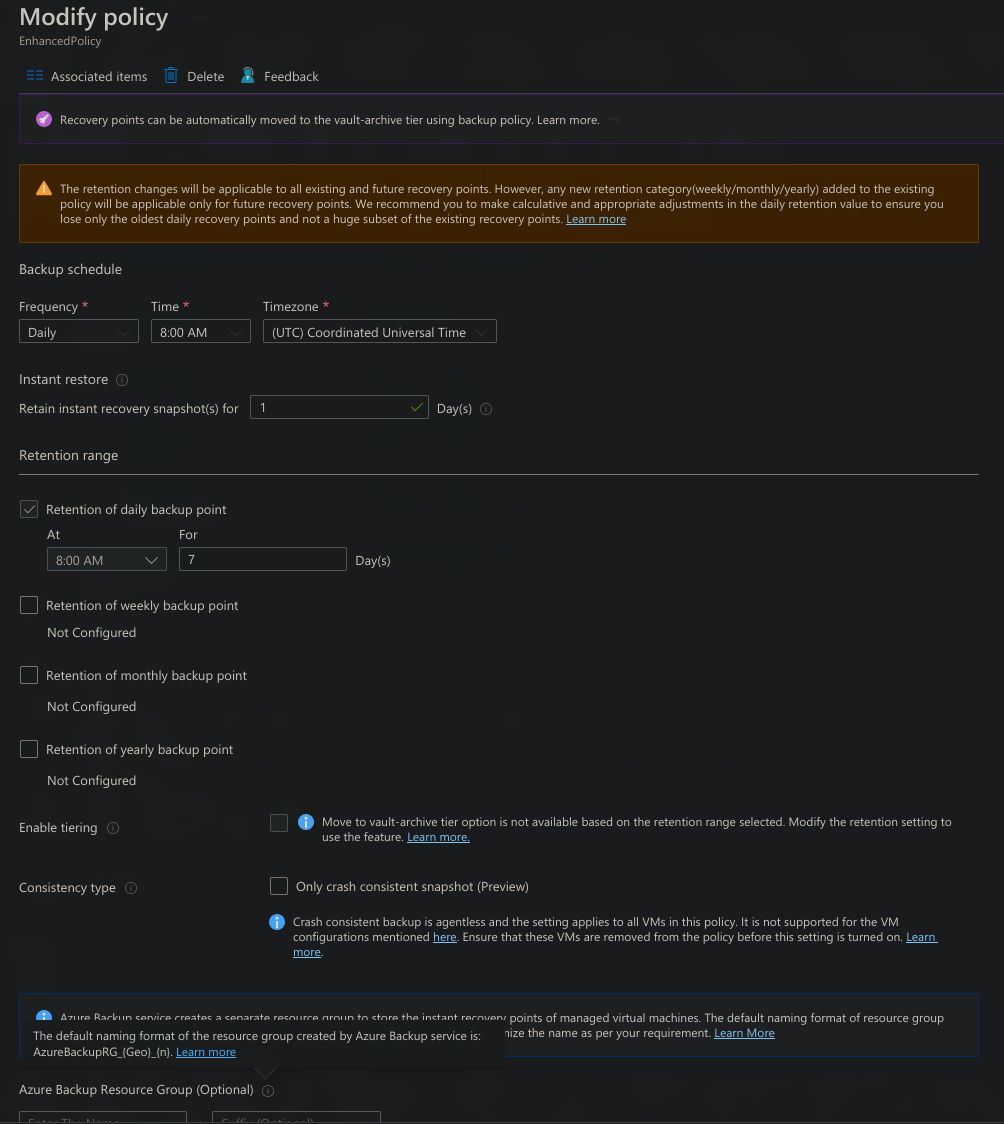 Modify policy ...
EnhancedPolicy
Associated items Delete Feedback
Recovery points can be automatically moved to the vault-archive tier using backup policy. Learn more. →
The retention changes will be applicable to all existing and future recovery points. However, any new retention category(weekly/monthly/yearly) added to the existing
policy will be applicable only for future recovery points. We recommend you to make calculative and appropriate adjustments in the daily retention value to ensure you
lose only the oldest daily recovery points and not a huge subset of the existing recovery points. Learn more
Backup schedule
Frequency * Time * Timezone *
Daily 8:00 AM (UTC) Coordinated Universal Time
Instant restore
Retain instant recovery snapshot(s) for 1 Day(s)
Retention range
Retention of daily backup point
At For
8:00 AM 7 Day(s)
Retention of weekly backup point
Not Configured
Retention of monthly backup point
Not Configured
Retention of yearly backup point
Not Configured
Enable tiering
Move to vault-archive tier option is not available based on the retention range selected. Modify the retention setting to
use the feature. Learn more.
Consistency type
Only crash consistent snapshot (Preview)
Crash consistent backup is agentless and the setting applies to all VMs in this policy. It is not supported for the VM
configurations mentioned here. Ensure that these VMs are removed from the policy before this setting is turned on. Learn
more.
Azure Backup service creates a separate resource group to store the instant recovery points of managed virtual machines. The default naming format of resource group
mize the name as per your requirement. Learn More
The default naming format of the resource group created by Azure Backup service is:
AzureBackupRG_{Geo}_{n}. Learn more
Azure Backup Resource Group (Optional)
Enter The Name Suffix (Optional)